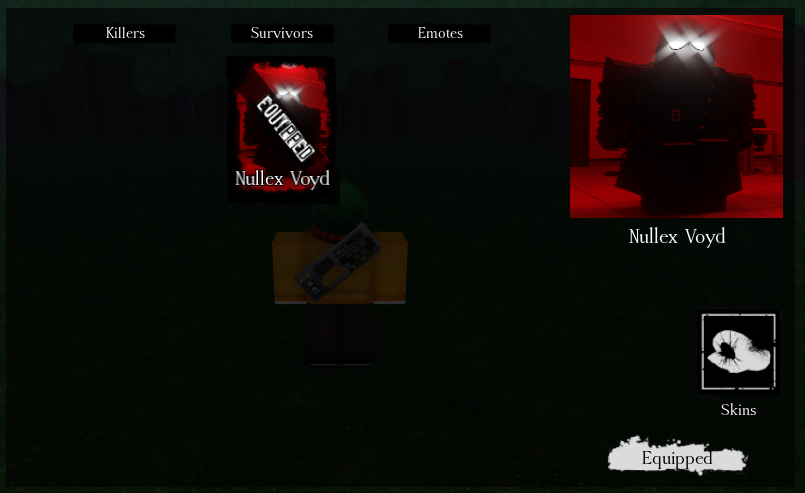 Killers
Survivors
Emotes
EQUIPPED
Nullex Voyd
Nullex Voyd
Skins
Equipped